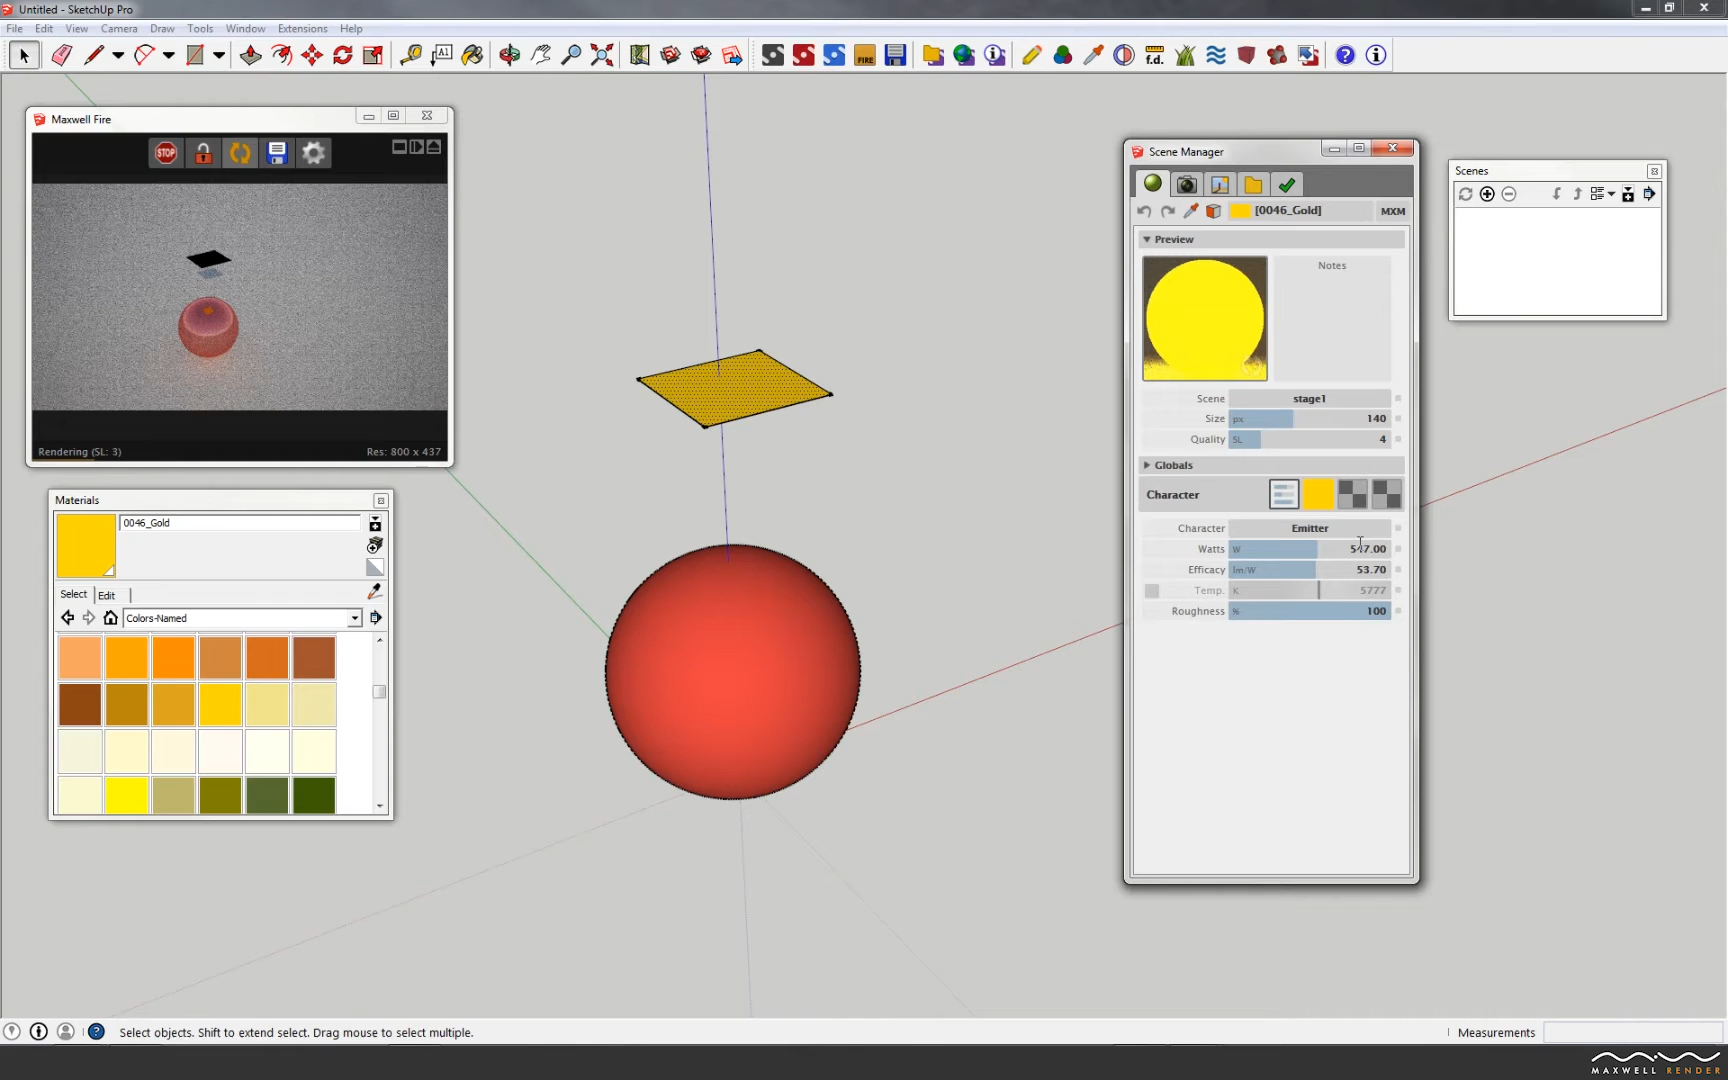 Untitled - SketchUp Pro
File Edit View Camera Draw Tools Window Extensions Help
A1
FIRE
f.d.
Maxwell Fire
STOP
Rendering (SL: 3) Res: 800 x 437
Materials
0046_Gold
Select Edit
Colors-Named
Scene Manager
[0046_Gold] MXM
Preview
Notes
Scene stage1
Size px 140
Quality SL 4
Globals
Character
Character Emitter
Watts W
Efficacy lm/W 53.70
Temp. K 5777
Roughness % 100
Scenes
Select objects. Shift to extend select. Drag mouse to select multiple.
Measurements
MAXWELL RENDER